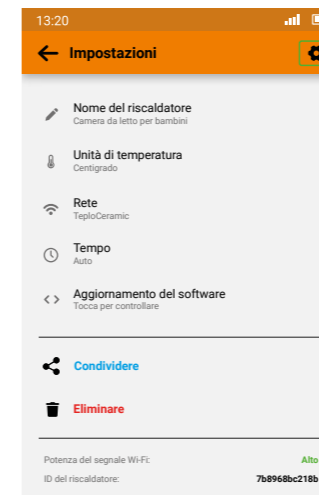 13:20
Impostazioni
Nome del riscaldatore
Camera da letto per bambini
Unità di temperatura
Centigrado
Rete
TeploCeramic
Tempo
Auto
Aggiornamento del software
Tocca per controllare
Condividere
Eliminare
Potenza del segnale Wi-Fi: Alto
ID del riscaldatore: 7b8968bc218b